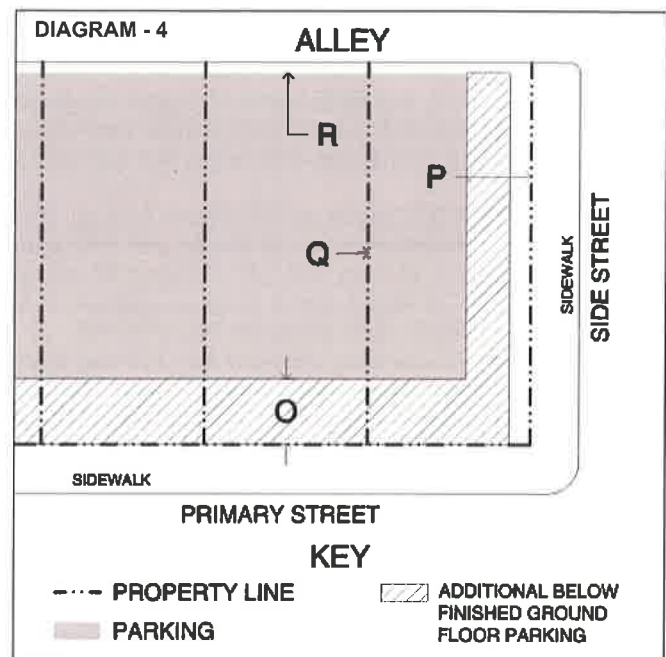 DIAGRAM - 4
ALLEY
R
P
Q
O
SIDEWALK
SIDE STREET
SIDEWALK
PRIMARY STREET
KEY
PROPERTY LINE
PARKING
ADDITIONAL BELOW
FINISHED GROUND
FLOOR PARKING